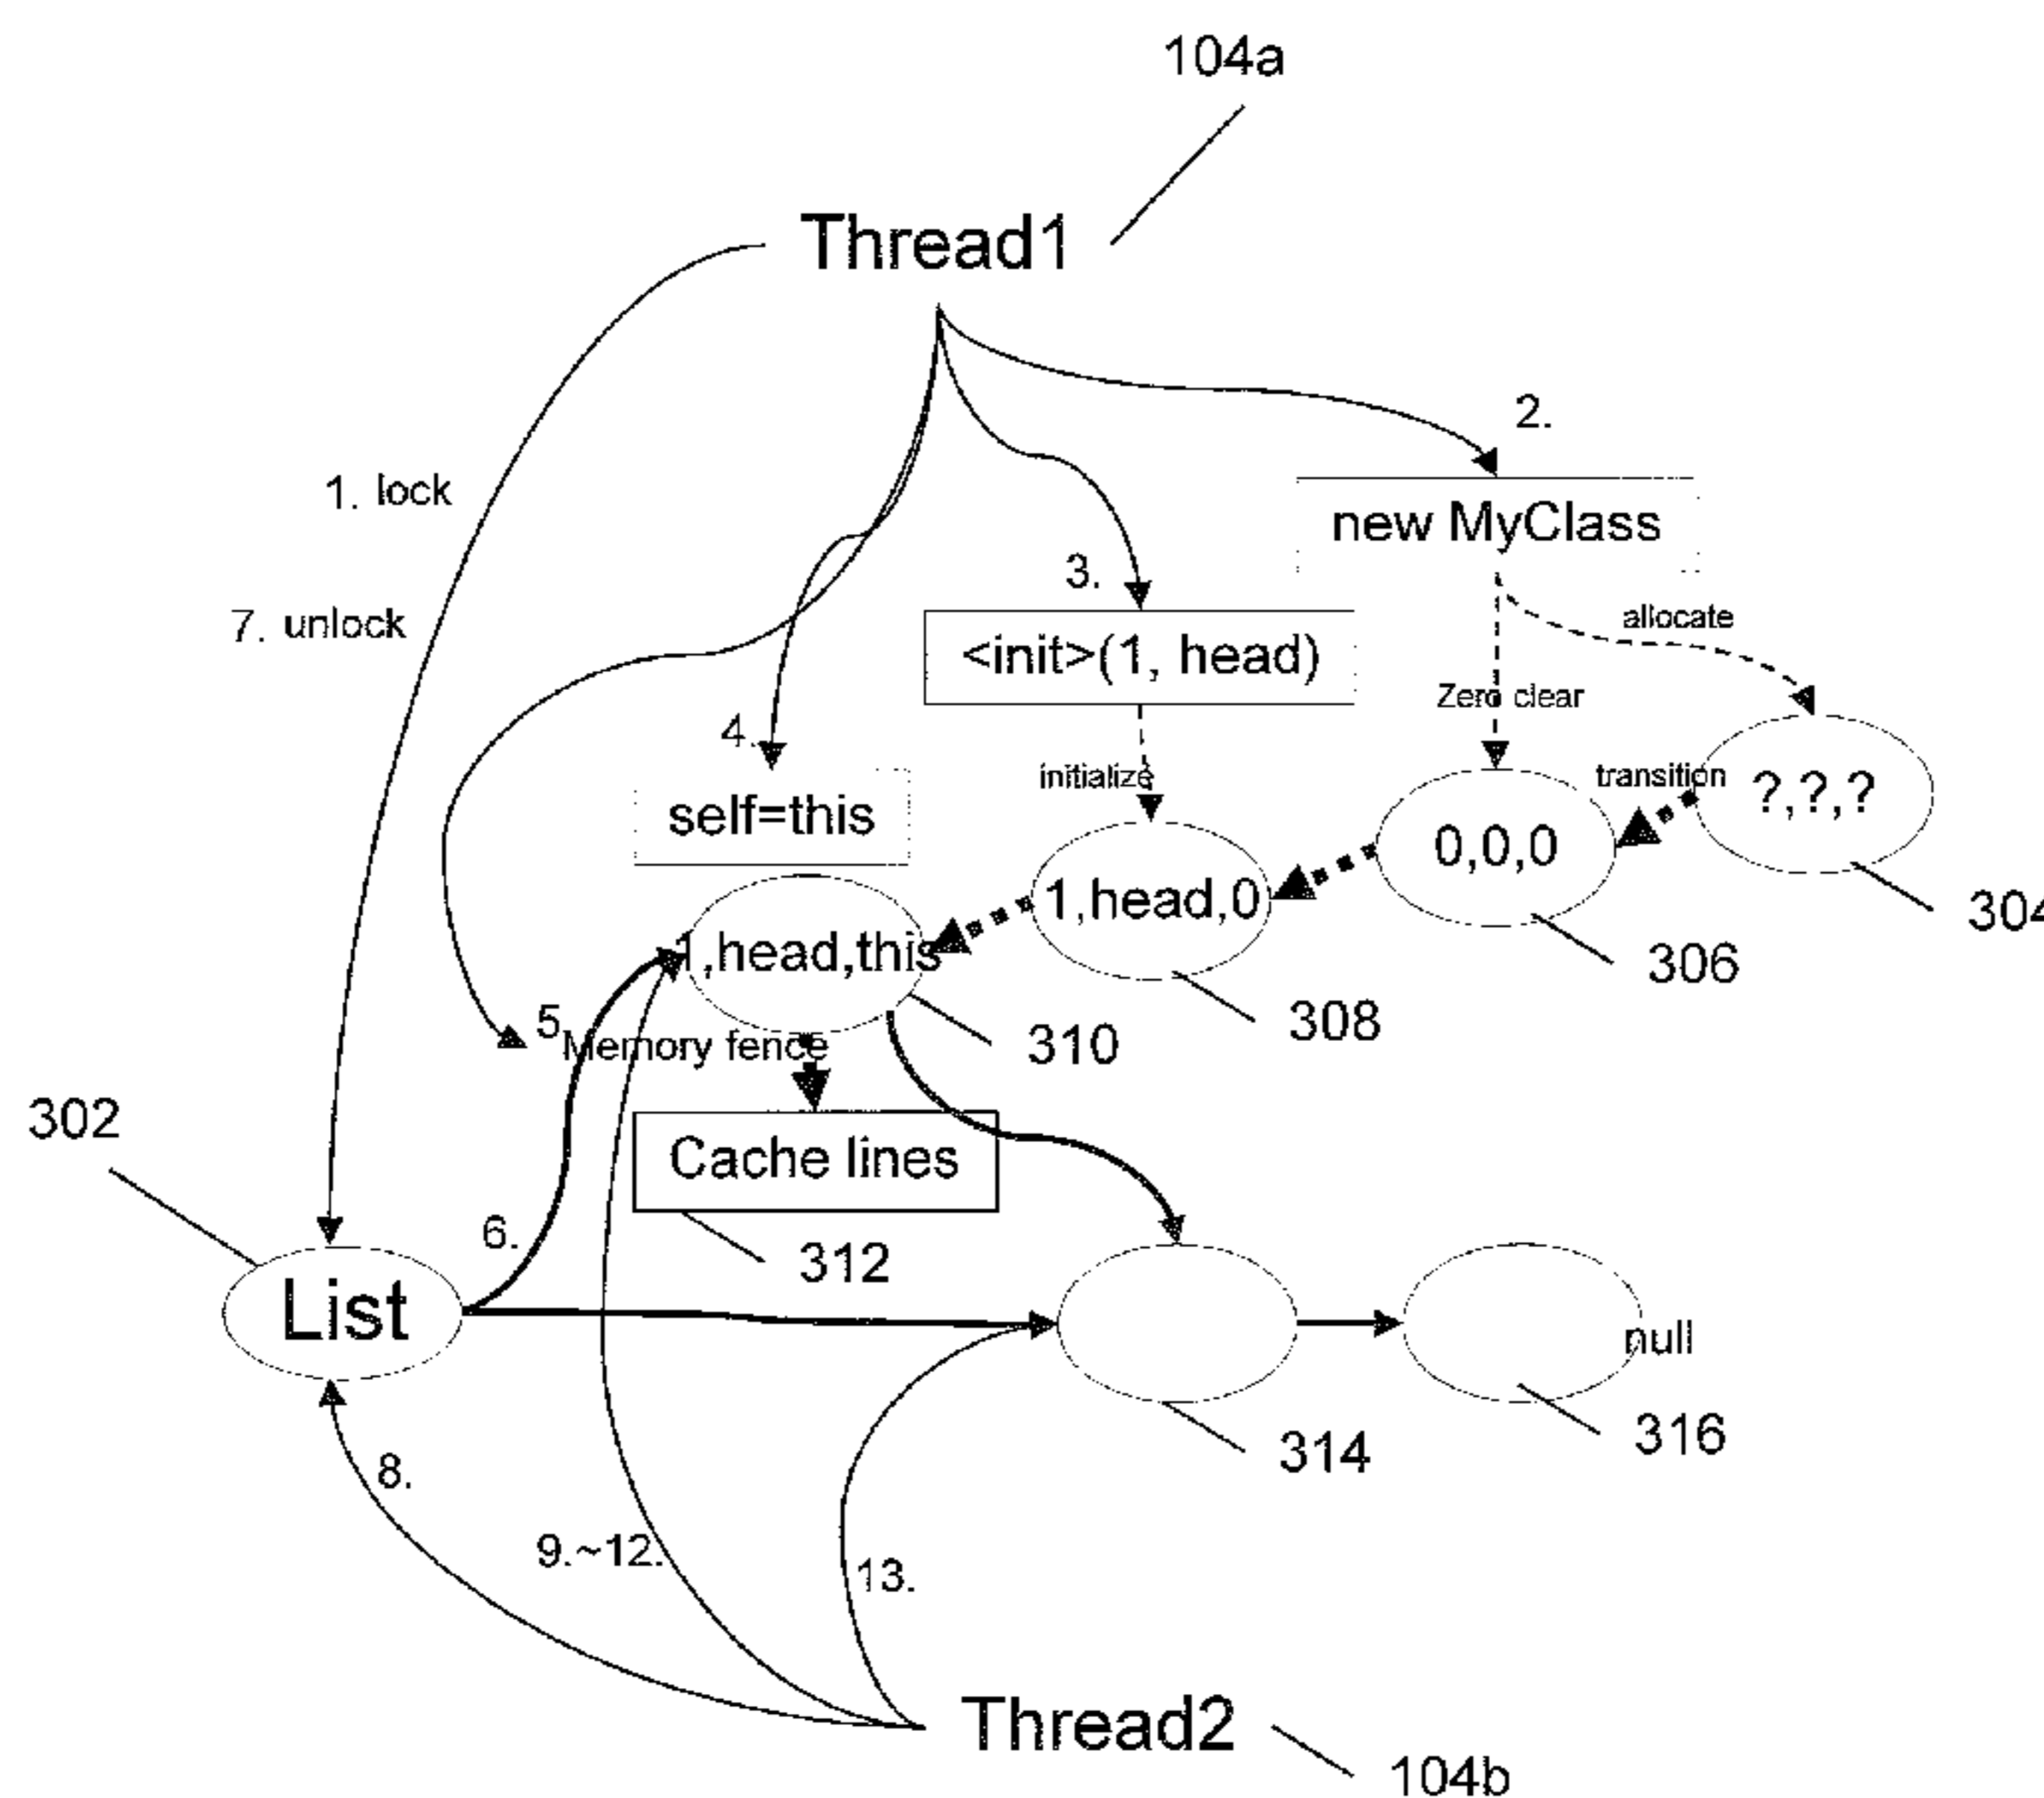 104a
Thread1
2.
1. lock
new MyClass
3.
7. unlock
allocate
<init>(1, head)
Zero clear
4.
initialize
transition
?,?,?
self=this
0,0,0
1,head,0
304
1,head,this
306
5.
308
Memory fence
310
302
Cache lines
6.
312
List
null
314
316
8.
9.~12.
13.
Thread2
104b